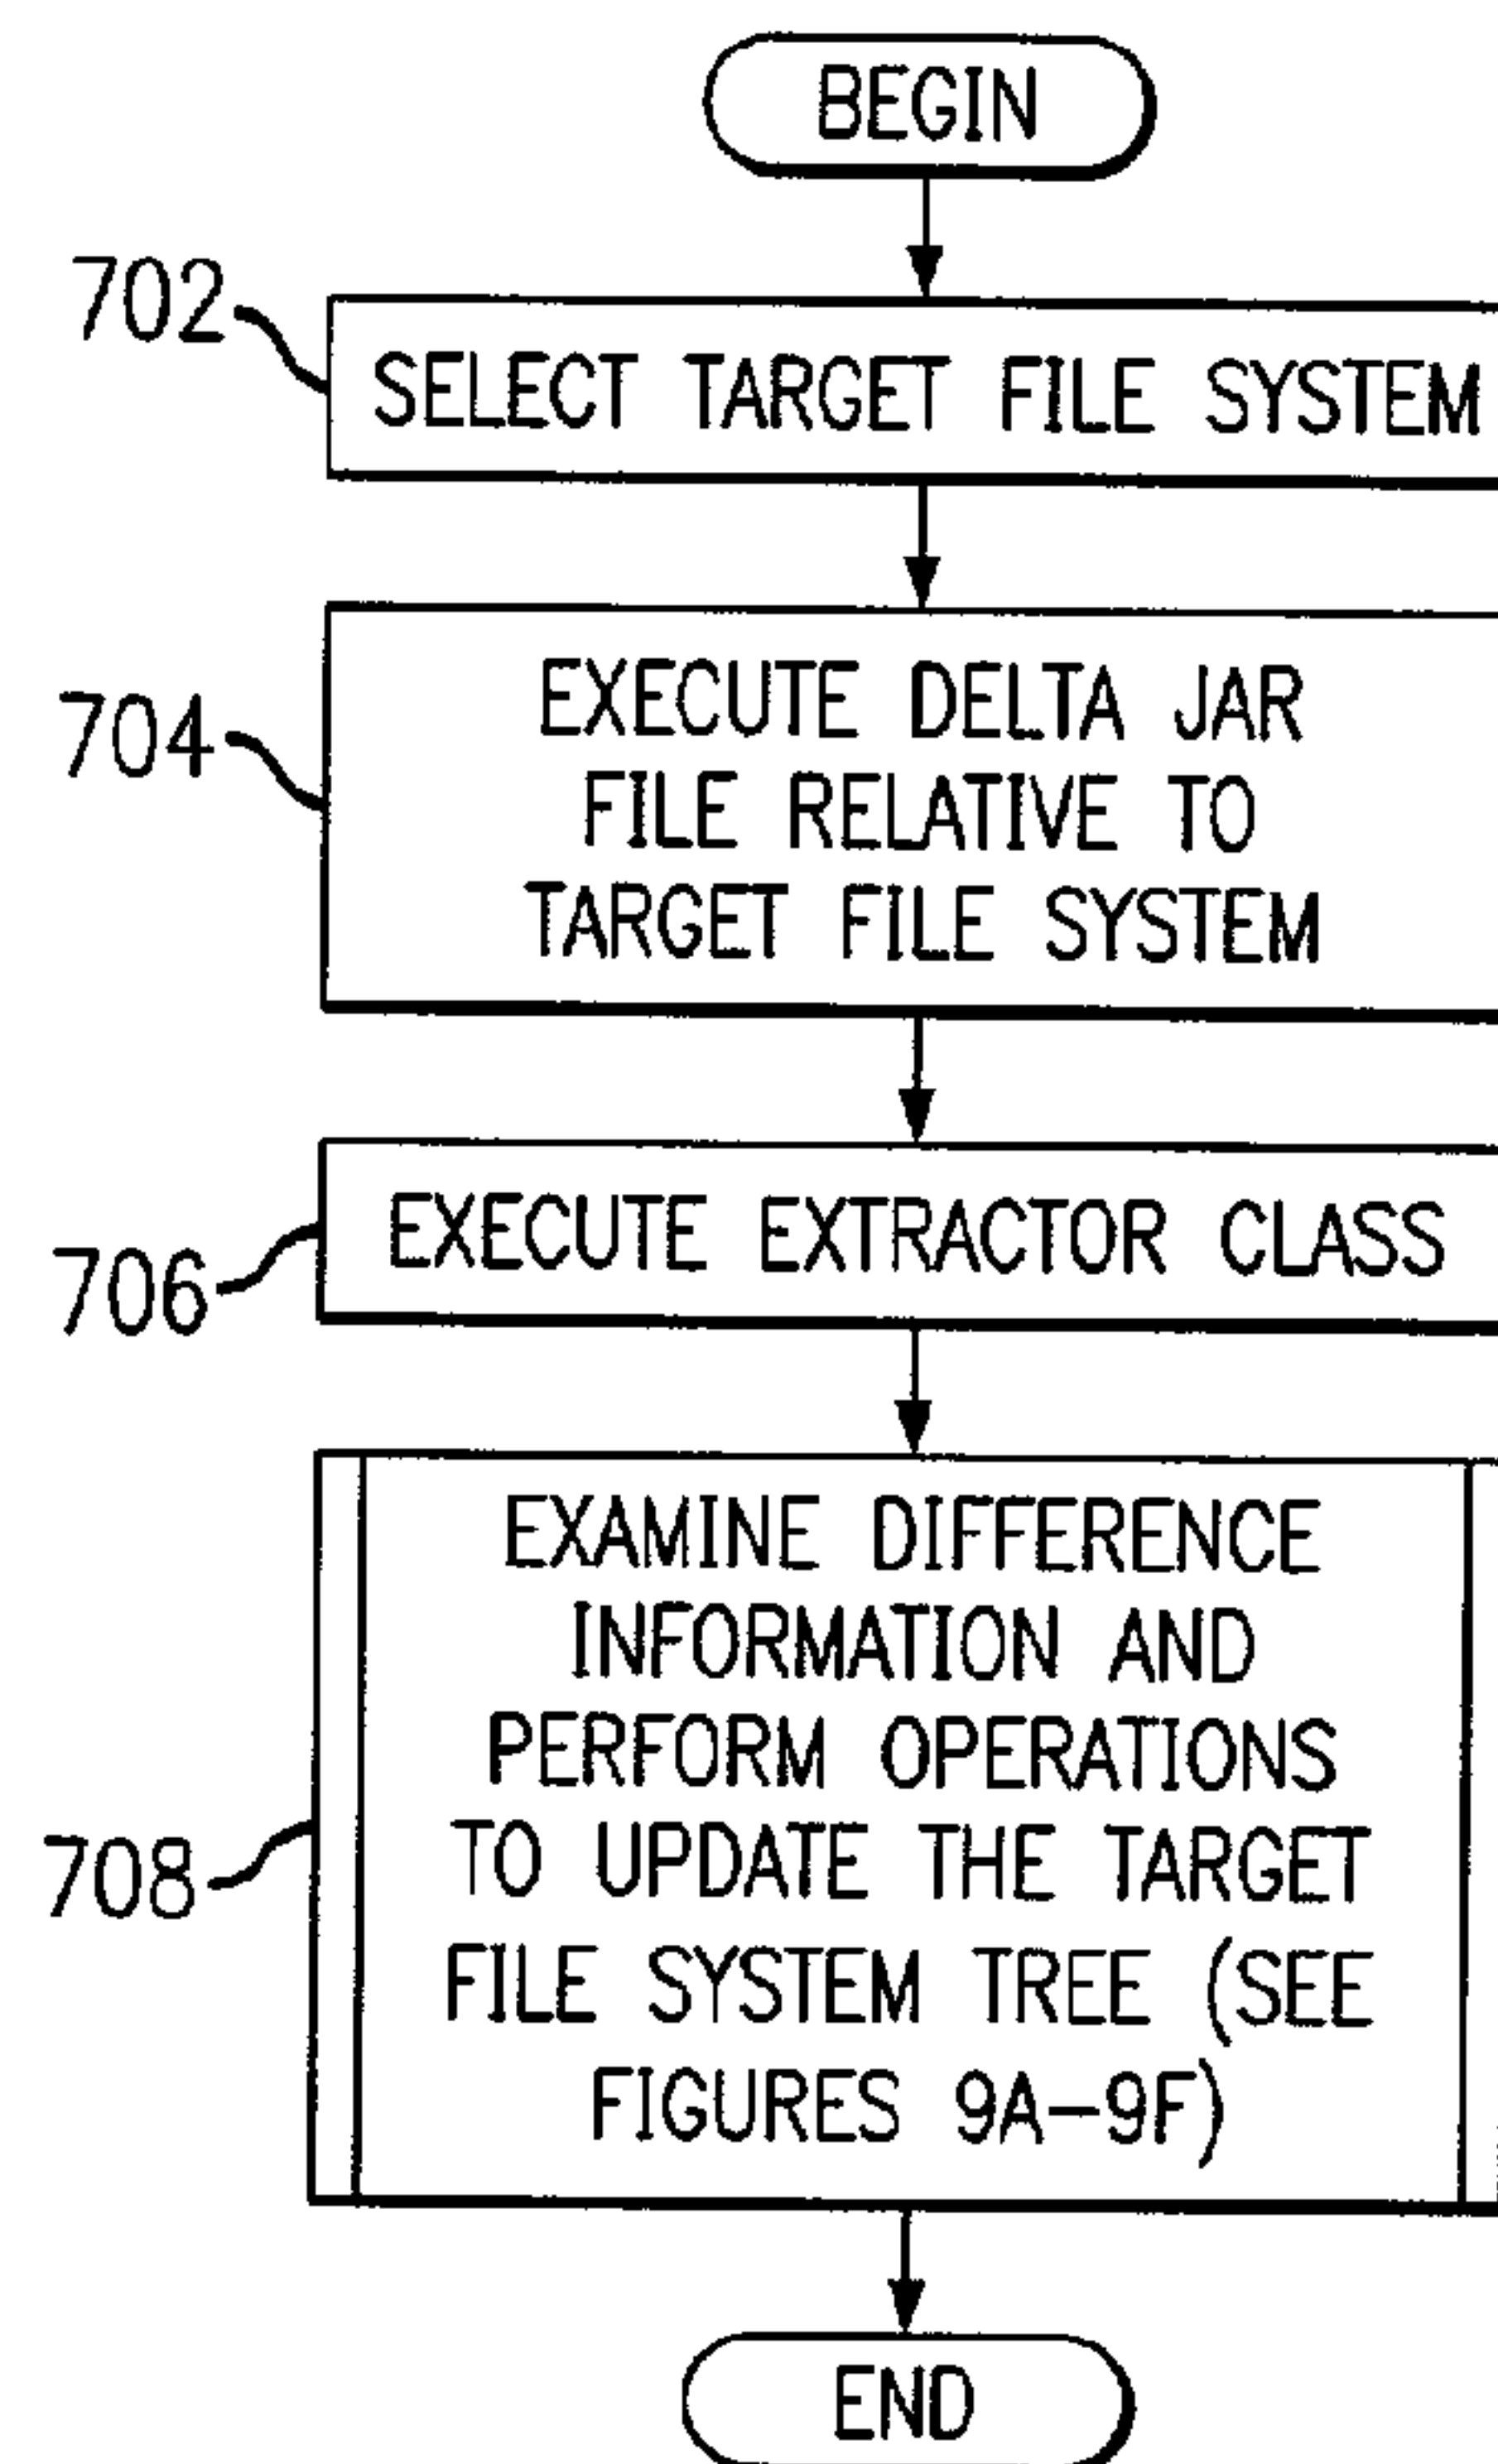 BEGIN
702
SELECT TARGET FILE SYSTEM
704
EXECUTE DELTA JAR
FILE RELATIVE TO
TARGET FILE SYSTEM
706
EXECUTE EXTRACTOR CLASS
708
EXAMINE DIFFERENCE
INFORMATION AND
PERFORM OPERATIONS
TO UPDATE THE TARGET
FILE SYSTEM TREE (SEE
FIGURES 9A-9F)
END